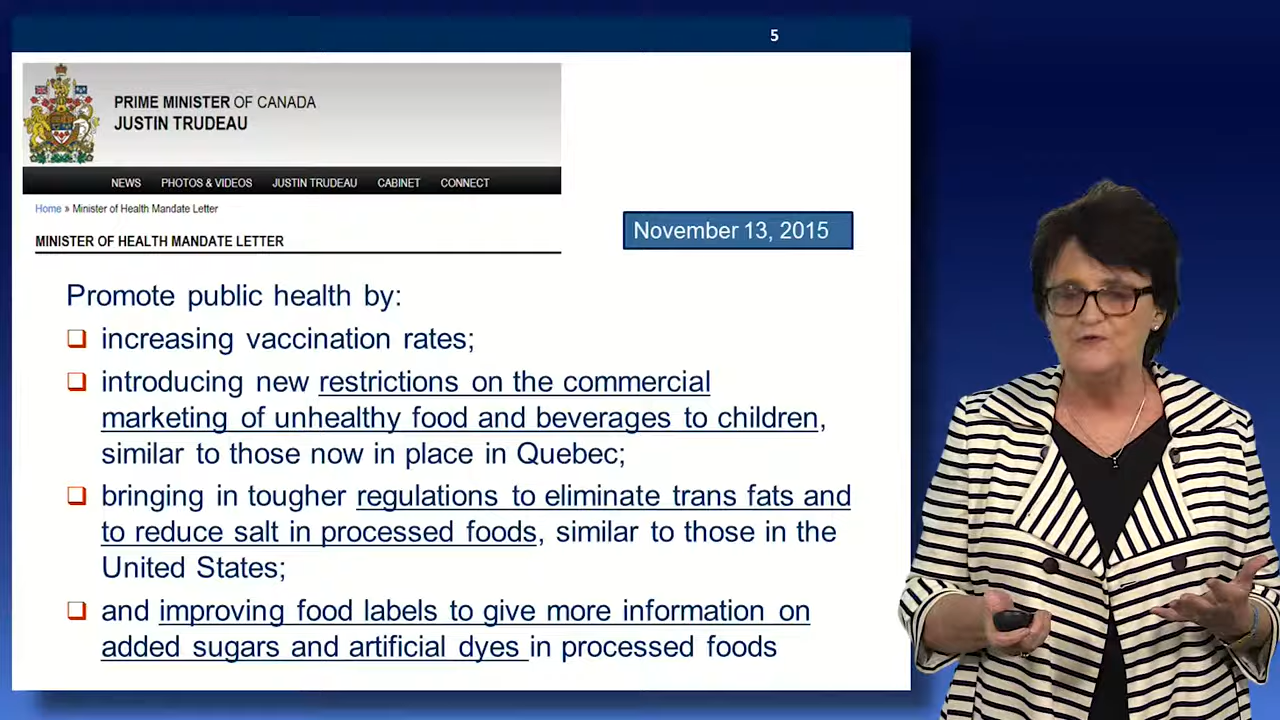 5
PRIME MINISTER OF CANADA
JUSTIN TRUDEAU
NEWS PHOTOS & VIDEOS JUSTIN TRUDEAU CABINET CONNECT
Home » Minister of Health Mandate Letter
MINISTER OF HEALTH MANDATE LETTER
November 13, 2015
Promote public health by:
❑ increasing vaccination rates;
❑ introducing new restrictions on the commercial
marketing of unhealthy food and beverages to children,
similar to those now in place in Quebec;
❑ bringing in tougher regulations to eliminate trans fats and
to reduce salt in processed foods, similar to those in the
United States;
❑ and improving food labels to give more information on
added sugars and artificial dyes in processed foods